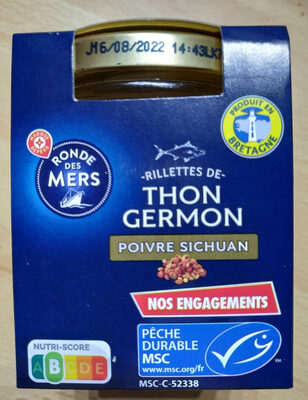 J16/08/2022 14:43LK7
PRODUIT EN
BRETAGNE
RONDE
DES
MERS
-RILLETTES DE-
THON
GERMON
POIVRE SICHUAN
NOS ENGAGEMENTS
NUTRI-SCORE
A B C D E
PÊCHE
DURABLE
MSC
www.msc.org/fr
MSC-C-52338